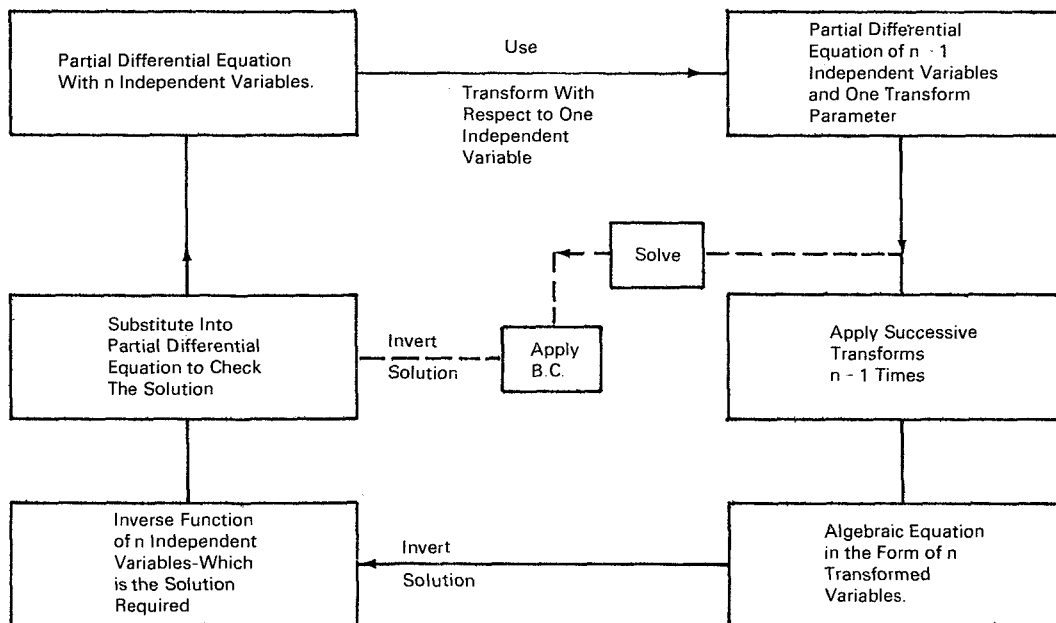 Partial Differential Equation
With n Independent Variables.
Use
Transform With
Respect to One
Independent
Variable
Partial Differential
Equation of n - 1
Independent Variables
and One Transform
Parameter
Solve
Substitute Into
Partial Differential
Equation to Check
The Solution
Invert
Solution
Apply
B.C.
Apply Successive
Transforms
n - 1 Times
Inverse Function
of n Independent
Variables-Which
is the Solution
Required
Invert
Solution
Algebraic Equation
in the Form of n
Transformed
Variables.